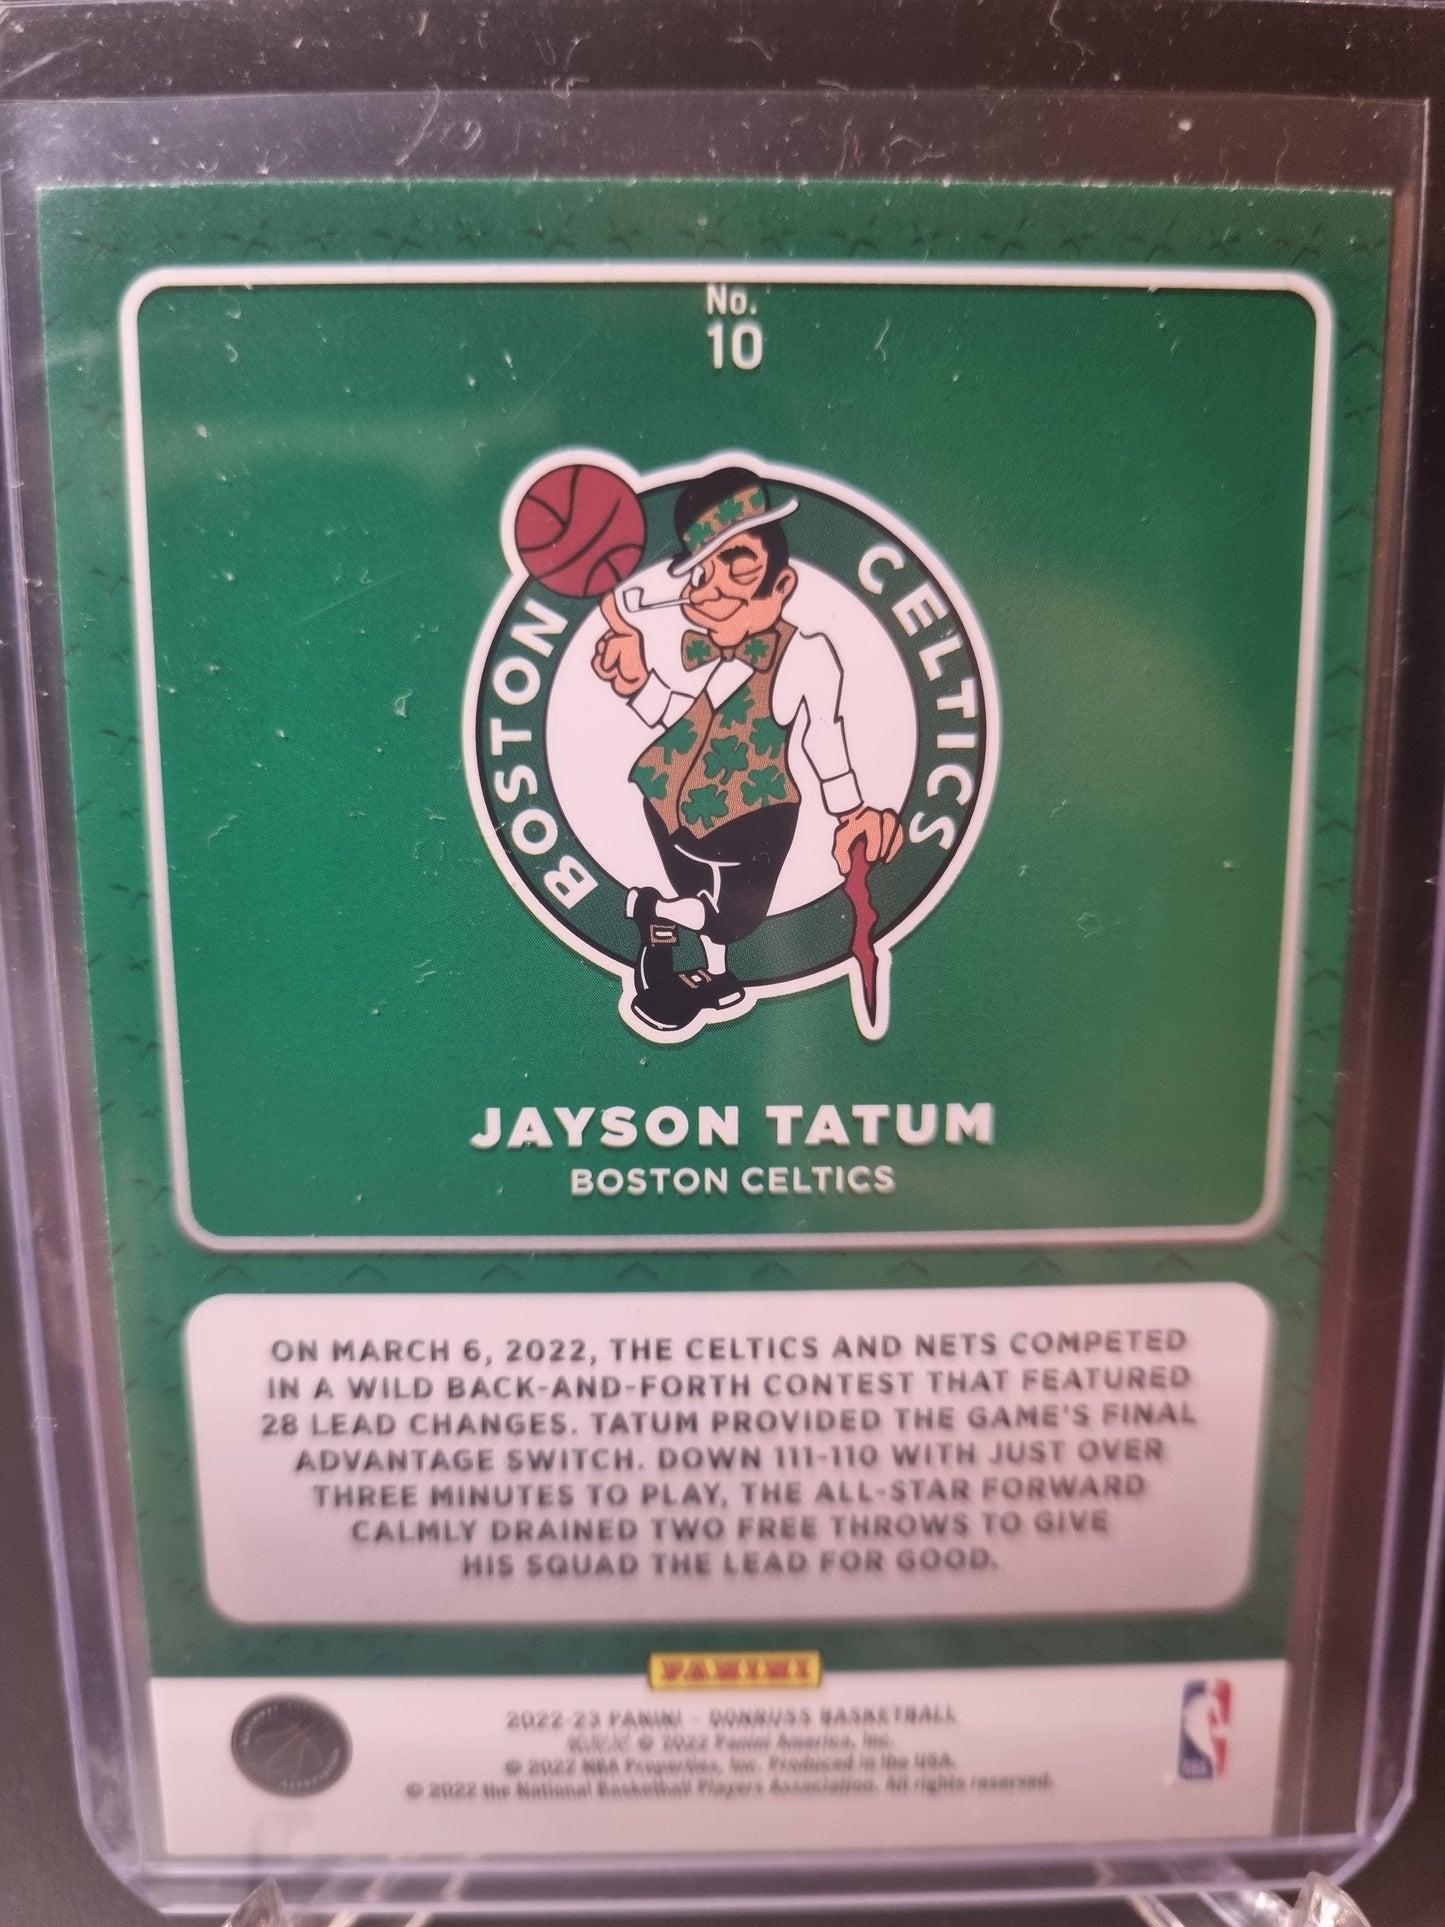 No.
10
BOSTON CELTICS
JAYSON TATUM
BOSTON CELTICS
ON MARCH 6, 2022, THE CELTICS AND NETS COMPETED
IN A WILD BACK-AND-FORTH CONTEST THAT FEATURED
28 LEAD CHANGES. TATUM PROVIDED THE GAME'S FINAL
ADVANTAGE SWITCH. DOWN 111-110 WITH JUST OVER
THREE MINUTES TO PLAY, THE ALL-STAR FORWARD
CALMLY DRAINED TWO FREE THROWS TO GIVE
HIS SQUAD THE LEAD FOR GOOD.
PANINI
2022-23 PANINI - DONRUSS BASKETBALL
© 2022 Panini America, Inc.
© 2022 NBA Properties, Inc. Produced in the USA.
© 2022 the National Basketball Players Association. All rights reserved.
NBA